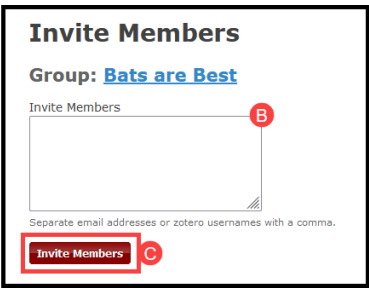 Invite Members
Group: Bats are Best
Invite Members
B
Separate email addresses or zotero usernames with a comma.
Invite Members
C